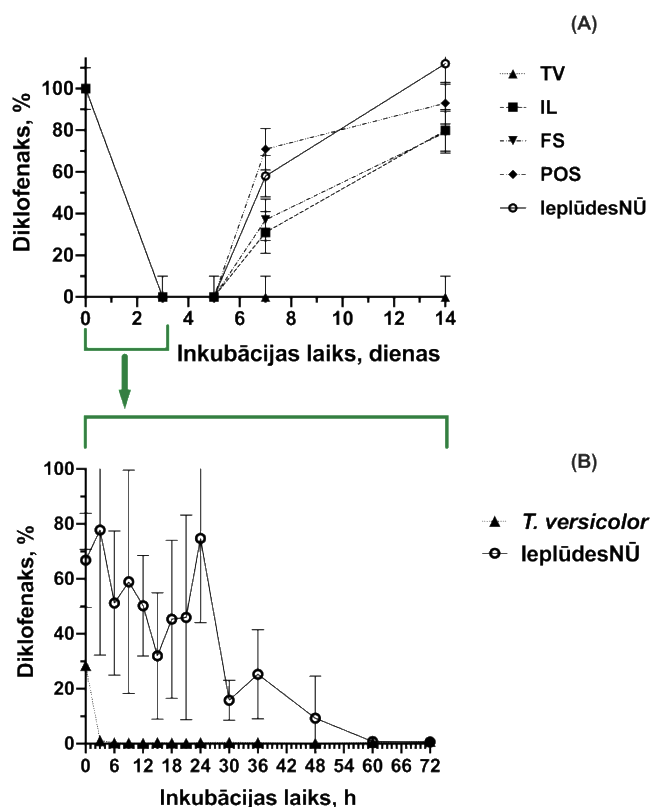 (A)
TV
IL
FS
POS
IeplūdesNŪ
Diklofenaks, %
100
80
60
40
20
0
0 2 4 6 8 10 12 14
Inkubācijas laiks, dienas
(B)
T. versicolor
IeplūdesNŪ
Diklofenaks, %
100
80
60
40
20
0
0 6 12 18 24 30 36 42 48 54 60 66 72
Inkubācijas laiks, h